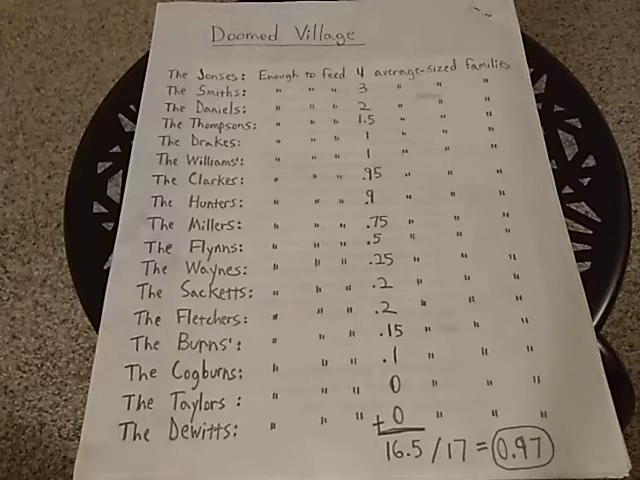 Doomed Village
The Jonses: Enough to feed 4 average-sized families
The Smiths: " " " 3 " " "
The Daniels: " " " 2 " " "
The Thompsons: " " " 1.5 " " "
The Drakes: " " " 1 " " "
The Williams': " " " 1 " " "
The Clarkes: " " " .95 " " "
The Hunters: " " " .9 " " "
The Millers: " " " .75 " " "
The Flynns: " " " .5 " " "
The Waynes: " " " .25 " " "
The Sacketts: " " " .2 " " "
The Fletchers: " " " .2 " " "
The Burns': " " " .15 " " "
The Cogburns: " " " .1 " " "
The Taylors : " " " 0 " " "
The Dewitts: " " " + 0 " " "
16.5 / 17 = 0.97